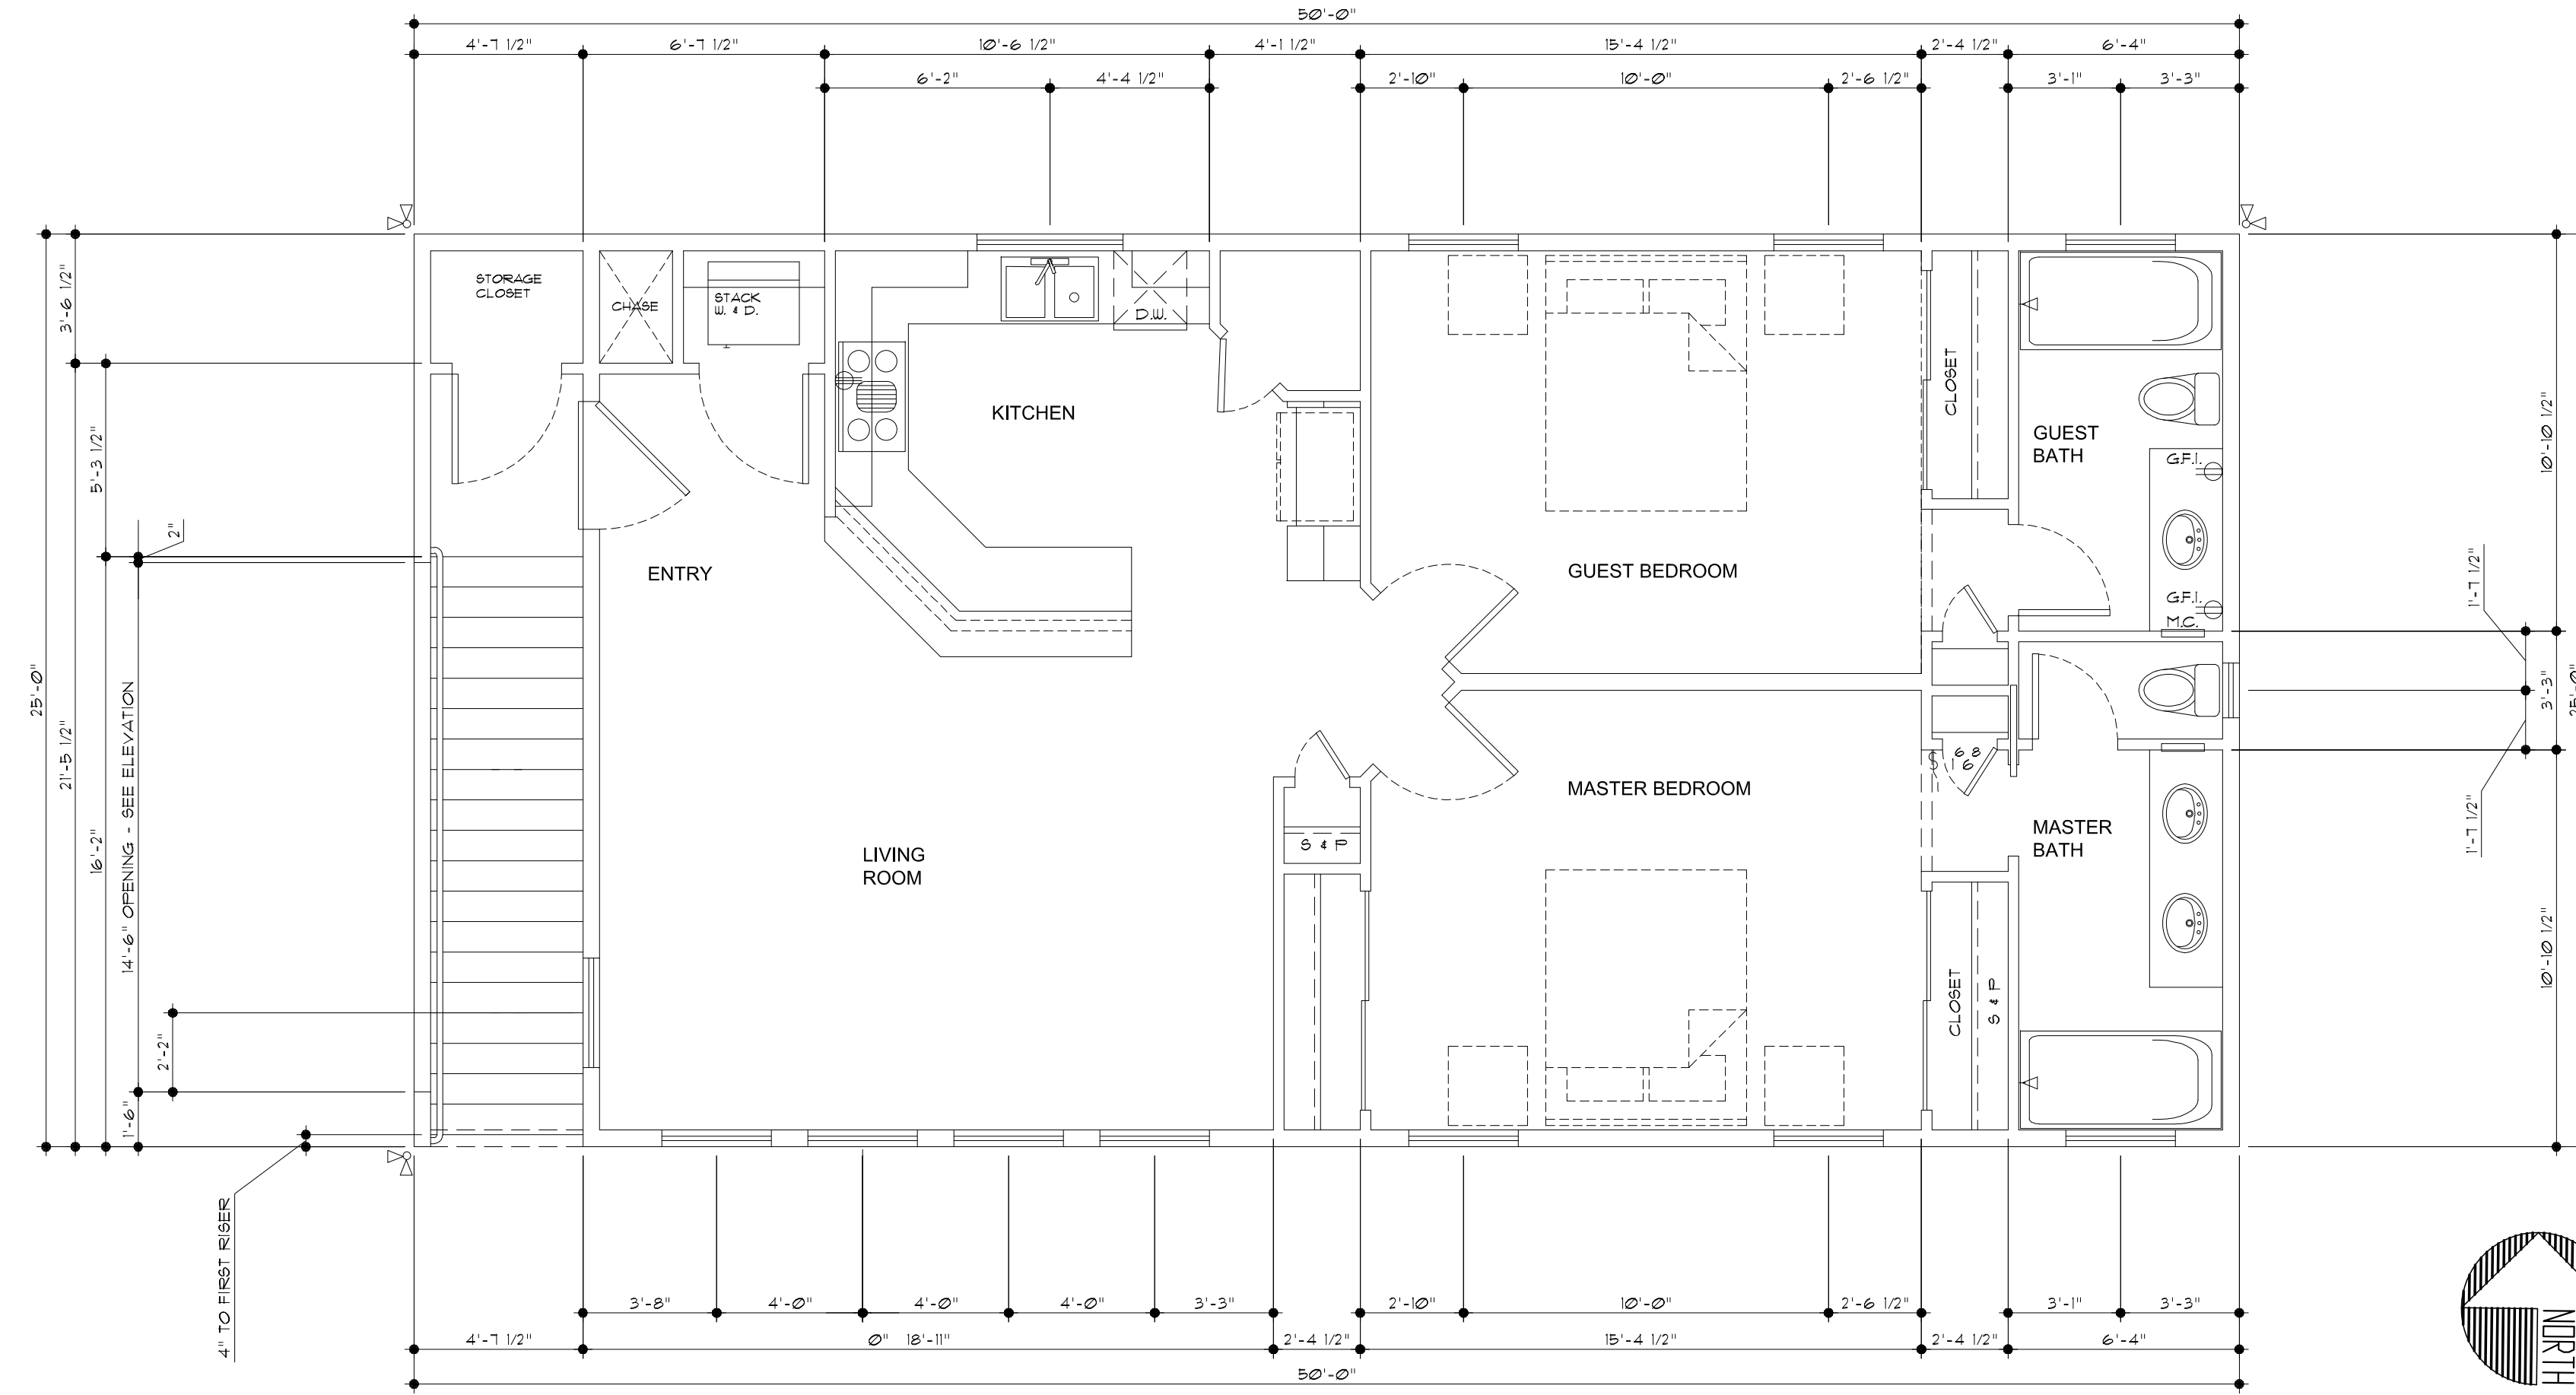 50'-0"
4'-7 1/2" 6'-7 1/2" 10'-6 1/2" 4'-1 1/2" 15'-4 1/2" 2'-4 1/2" 6'-4"
6'-2" 4'-4 1/2" 2'-10" 10'-0" 2'-6 1/2" 3'-1" 3'-3"
25'-0"
3'-6 1/2"
21'-5 1/2"
5'-3 1/2"
16'-2"
2"
14'-6" OPENING - SEE ELEVATION
2'-2"
1'-6"
4" TO FIRST RISER
STORAGE
CLOSET
CHASE
STACK
W. & D.
D.W.
KITCHEN
ENTRY
LIVING
ROOM
S & P
GUEST BEDROOM
MASTER BEDROOM
CLOSET
GUEST
BATH
G.F.I.
G.F.I.
M.C.
S 1 6 8
6
MASTER
BATH
CLOSET
S & P
10'-10 1/2"
1'-7 1/2"
3'-3"
25'-0"
1'-7 1/2"
10'-10 1/2"
NORTH
3'-8" 4'-0" 4'-0" 4'-0" 3'-3" 2'-10" 10'-0" 2'-6 1/2" 3'-1" 3'-3"
4'-7 1/2" 0" 18'-11" 2'-4 1/2" 15'-4 1/2" 2'-4 1/2" 6'-4"
50'-0"